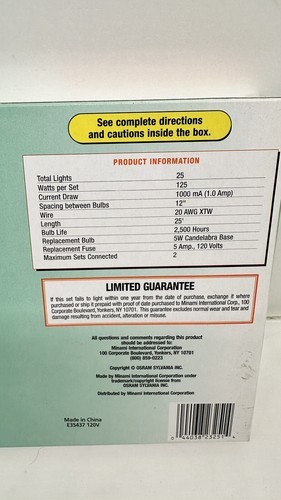 See complete directions
and cautions inside the box.
PRODUCT INFORMATION
Total Lights 25
Watts per Set 125
Current Draw 1000 mA (1.0 Amp)
Spacing between Bulbs 12"
Wire 20 AWG XTW
Length 25'
Bulb Life 2,500 Hours
Replacement Bulb 5W Candelabra Base
Replacement Fuse 5 Amp., 120 Volts
Maximum Sets Connected 2
LIMITED GUARANTEE
If this set fails to light within one year from the date of purchase, exchange it where
purchased or ship it prepaid with proof of date purchased to Minami International Corp., 100
Corporate Boulevard, Yonkers, NY 10701. This guarantee excludes normal wear and tear and
damage resulting from accident, alteration or misuse.
All questions and comments regarding this product
should be addressed to:
Minami International Corporation
100 Corporate Boulevard, Yonkers, NY 10701
(800) 859-0223
Copyright © OSRAM SYLVANIA INC.
Made by Minami International Corporation under
trademark/copyright license from
OSRAM SYLVANIA INC.
Distributed by Minami International Corporation
Made in China
E35437 120V
0 44038 23251 4